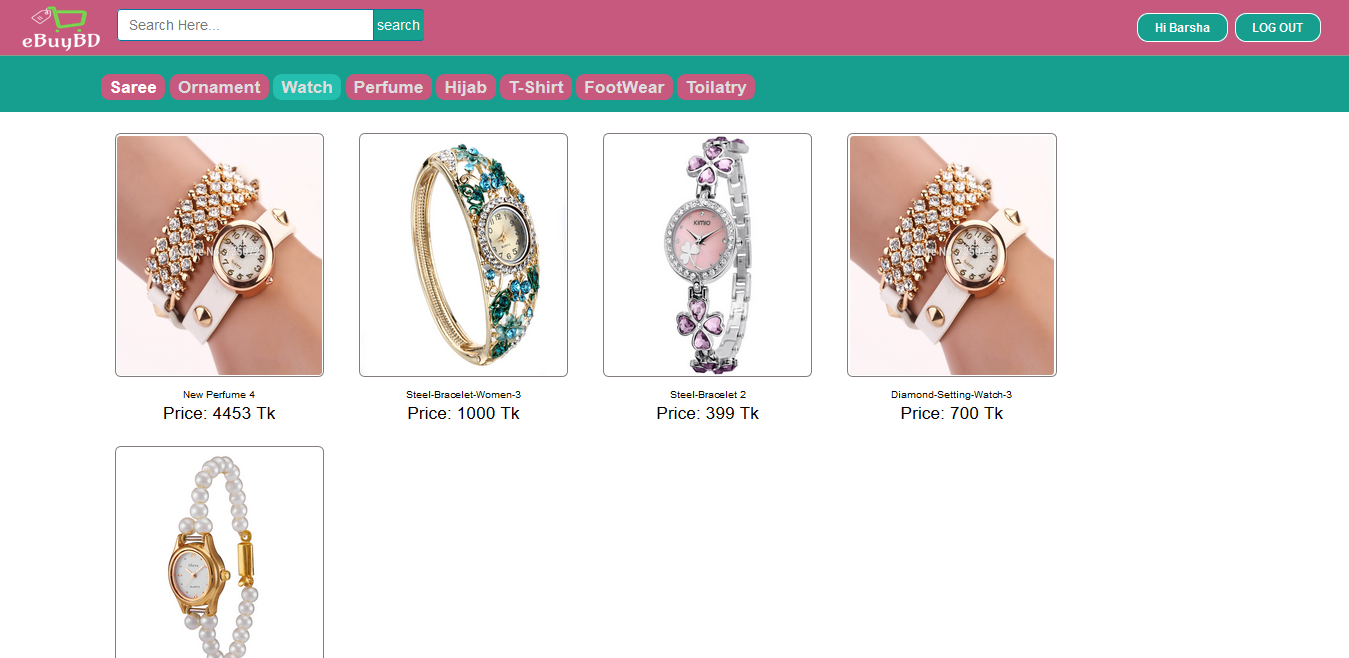 eBuyBD
Search Here...
search
Hi Barsha
LOG OUT
Saree
Ornament
Watch
Perfume
Hijab
T-Shirt
FootWear
Toilatry
KIMIO
New Perfume 4
Steel-Bracelet-Women-3
Steel-Bracelet 2
Diamond-Setting-Watch-3
Price: 4453 Tk
Price: 1000 Tk
Price: 399 Tk
Price: 700 Tk